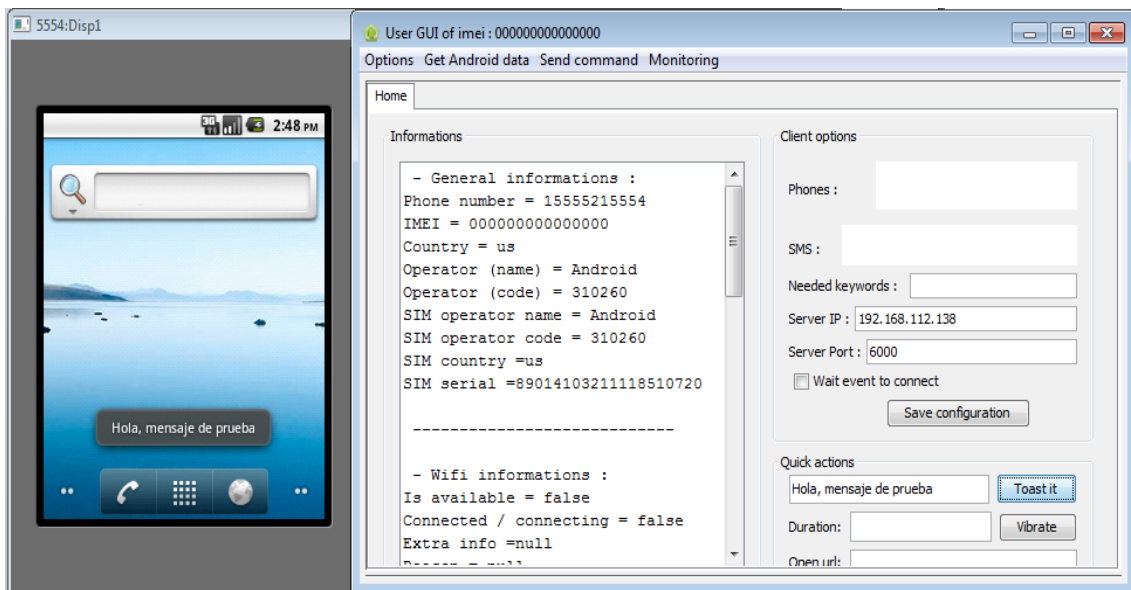 5554:Disp1
3G
2:48 PM
Hola, mensaje de prueba
User GUI of imei : 000000000000000
Options Get Android data Send command Monitoring
Home
Informations
- General informations :
Phone number = 15555215554
IMEI = 000000000000000
Country = us
Operator (name) = Android
Operator (code) = 310260
SIM operator name = Android
SIM operator code = 310260
SIM country =us
SIM serial =89014103211118510720
----------------------------
- Wifi informations :
Is available = false
Connected / connecting = false
Extra info =null
Client options
Phones :
SMS :
Needed keywords :
Server IP : 192.168.112.138
Server Port : 6000
Wait event to connect
Save configuration
Quick actions
Hola, mensaje de prueba Toast it
Duration: Vibrate
Open url: